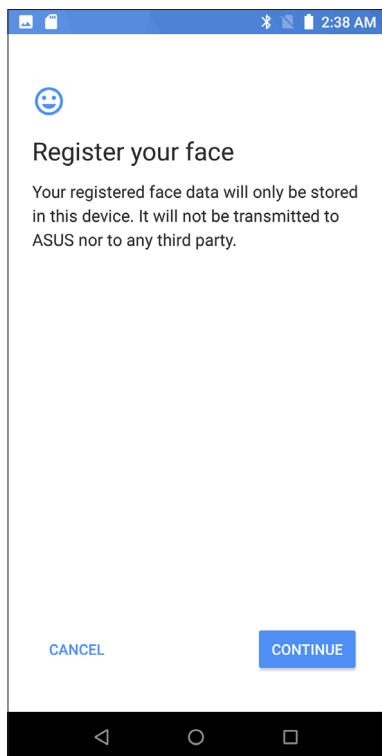 2:38 AM
Register your face
Your registered face data will only be stored
in this device. It will not be transmitted to
ASUS nor to any third party.
CANCEL
CONTINUE